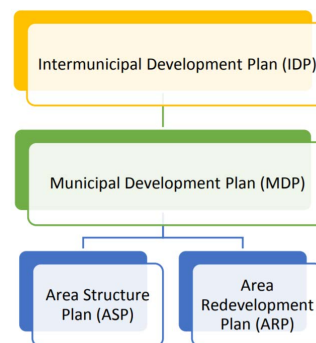 Intermunicipal Development Plan (IDP)
Municipal Development Plan (MDP)
Area Structure
Plan (ASP)
Area
Redevelopment
Plan (ARP)